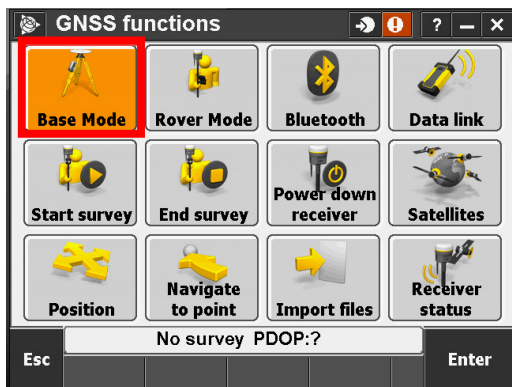 GNSS functions
? – ×
Base Mode
Rover Mode
Bluetooth
Data link
Start survey
End survey
Power down
receiver
Satellites
Position
Navigate
to point
Import files
Receiver
status
No survey PDOP:?
Esc
Enter